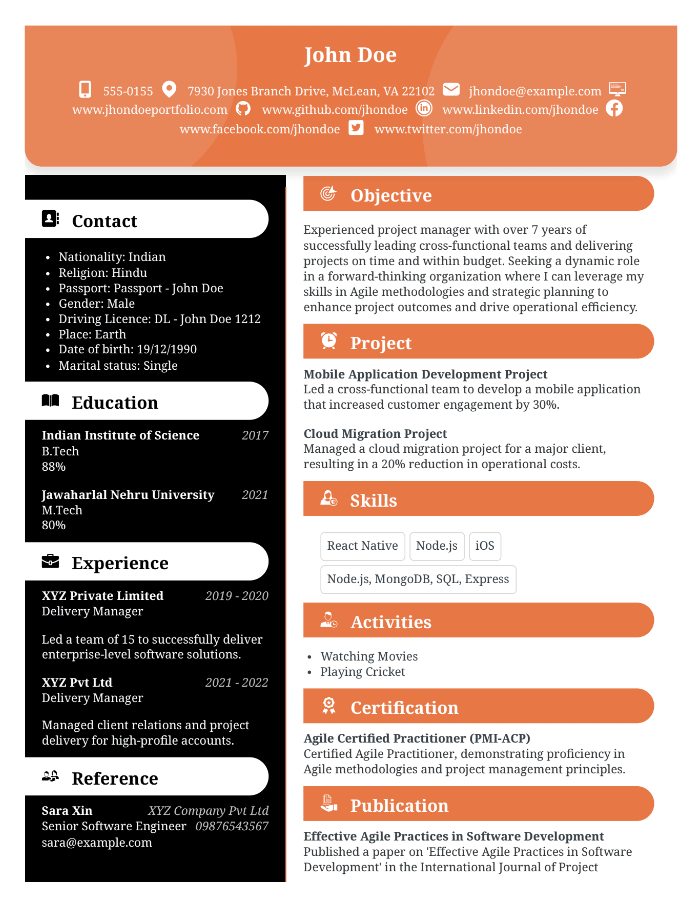 John Doe
555-0155 7930 Jones Branch Drive, McLean, VA 22102 jhondoe@example.com
www.jhondoeportfolio.com www.github.com/jhondoe www.linkedin.com/jhondoe
www.facebook.com/jhondoe www.twitter.com/jhondoe
Contact
• Nationality: Indian
• Religion: Hindu
• Passport: Passport - John Doe
• Gender: Male
• Driving Licence: DL - John Doe 1212
• Place: Earth
• Date of birth: 19/12/1990
• Marital status: Single
Education
Indian Institute of Science 2017
B.Tech
88%
Jawaharlal Nehru University 2021
M.Tech
80%
Experience
XYZ Private Limited 2019 - 2020
Delivery Manager
Led a team of 15 to successfully deliver
enterprise-level software solutions.
XYZ Pvt Ltd 2021 - 2022
Delivery Manager
Managed client relations and project
delivery for high-profile accounts.
Reference
Sara Xin XYZ Company Pvt Ltd
Senior Software Engineer 09876543567
sara@example.com
Objective
Experienced project manager with over 7 years of
successfully leading cross-functional teams and delivering
projects on time and within budget. Seeking a dynamic role
in a forward-thinking organization where I can leverage my
skills in Agile methodologies and strategic planning to
enhance project outcomes and drive operational efficiency.
Project
Mobile Application Development Project
Led a cross-functional team to develop a mobile application
that increased customer engagement by 30%.
Cloud Migration Project
Managed a cloud migration project for a major client,
resulting in a 20% reduction in operational costs.
Skills
React Native Node.js iOS
Node.js, MongoDB, SQL, Express
Activities
• Watching Movies
• Playing Cricket
Certification
Agile Certified Practitioner (PMI-ACP)
Certified Agile Practitioner, demonstrating proficiency in
Agile methodologies and project management principles.
Publication
Effective Agile Practices in Software Development
Published a paper on 'Effective Agile Practices in Software
Development' in the International Journal of Project